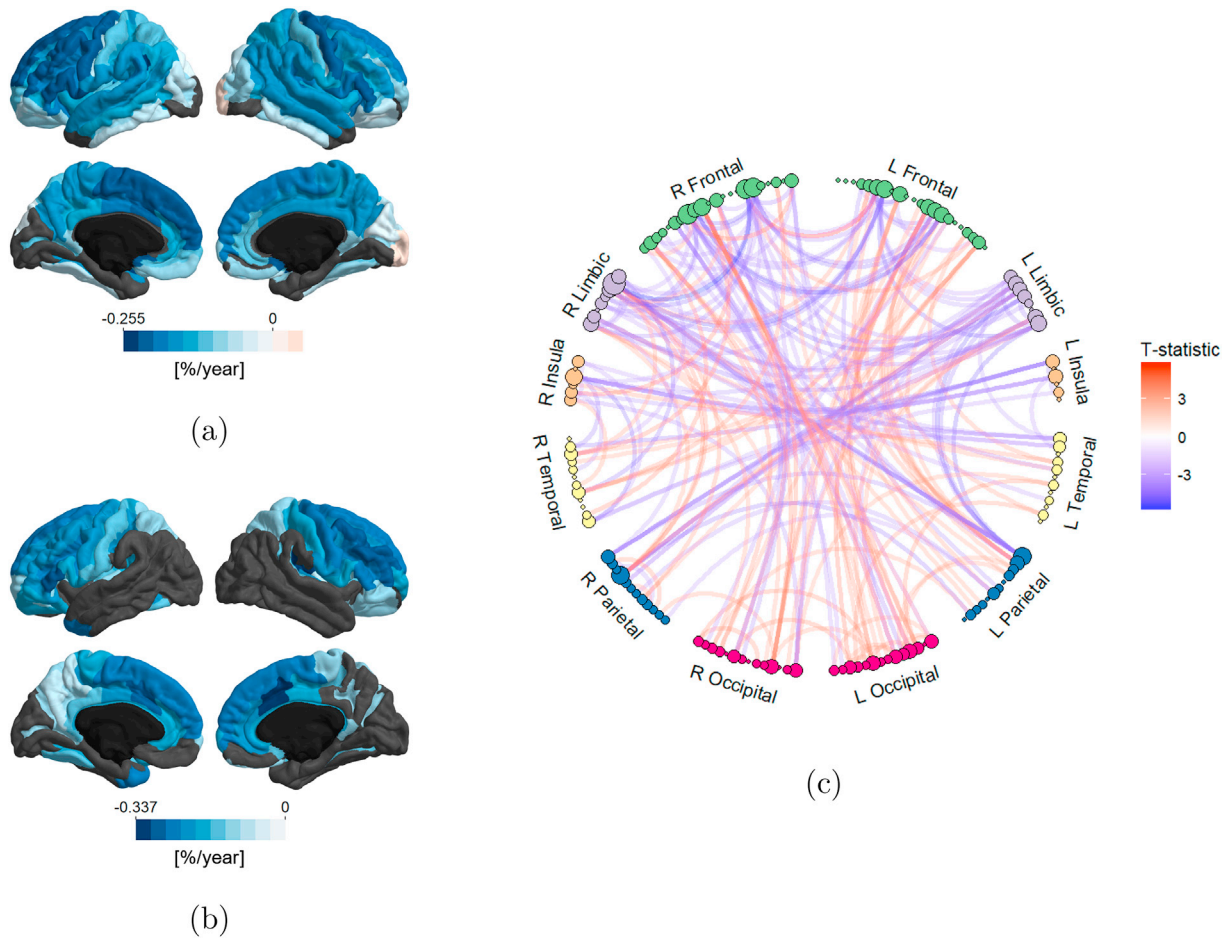 -0.255 0
[%/year]
(a)
-0.337 0
[%/year]
(b)
R Frontal
L Frontal
R Limbic
L Limbic
R Insula
L Insula
R Temporal
L Temporal
R Parietal
L Parietal
R Occipital
L Occipital
T-statistic
3
0
-3
(c)